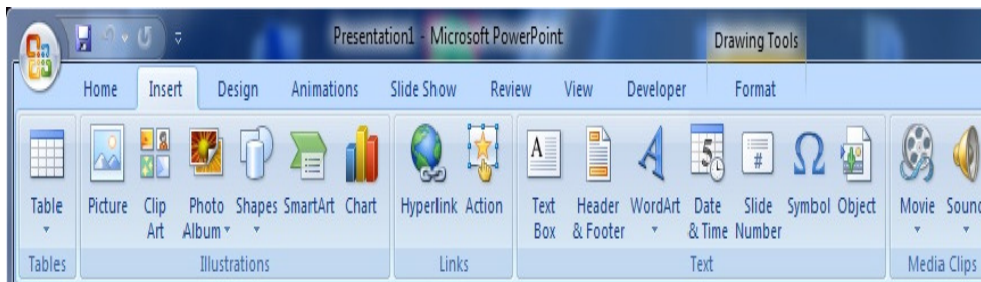 Presentation1 - Microsoft PowerPoint Drawing Tools
Home Insert Design Animations Slide Show Review View Developer Format
Table Picture Clip Art Photo Album Shapes SmartArt Chart Hyperlink Action Text Box Header & Footer WordArt Date & Time Slide Number Symbol Object Movie Sound
Tables Illustrations Links Text Media Clips